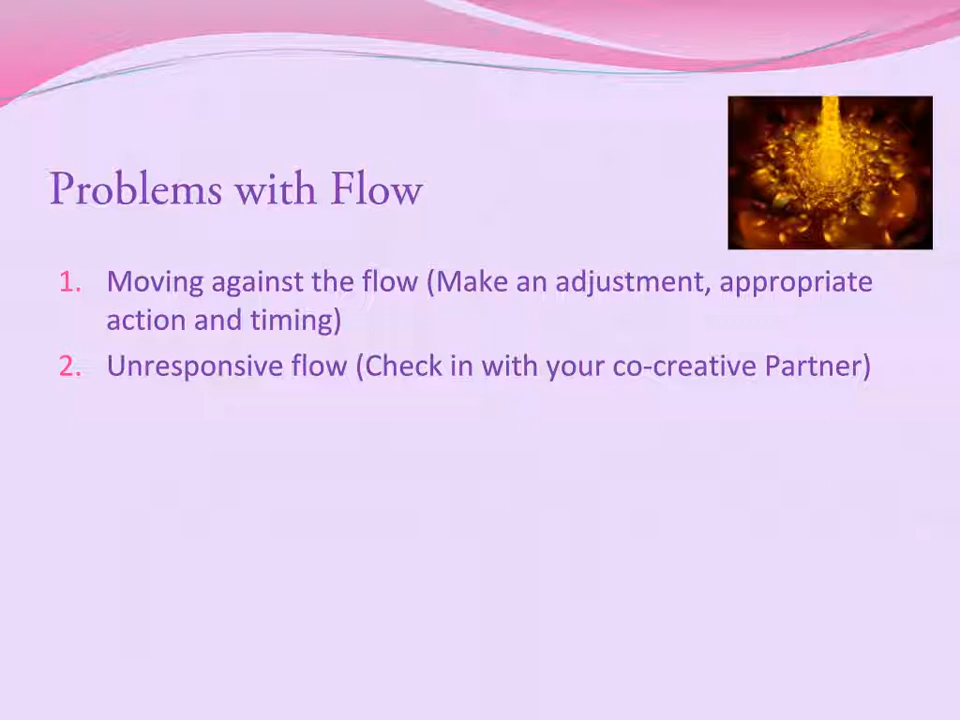 Problems with Flow
1. Moving against the flow (Make an adjustment, appropriate
action and timing)
2. Unresponsive flow (Check in with your co-creative Partner)